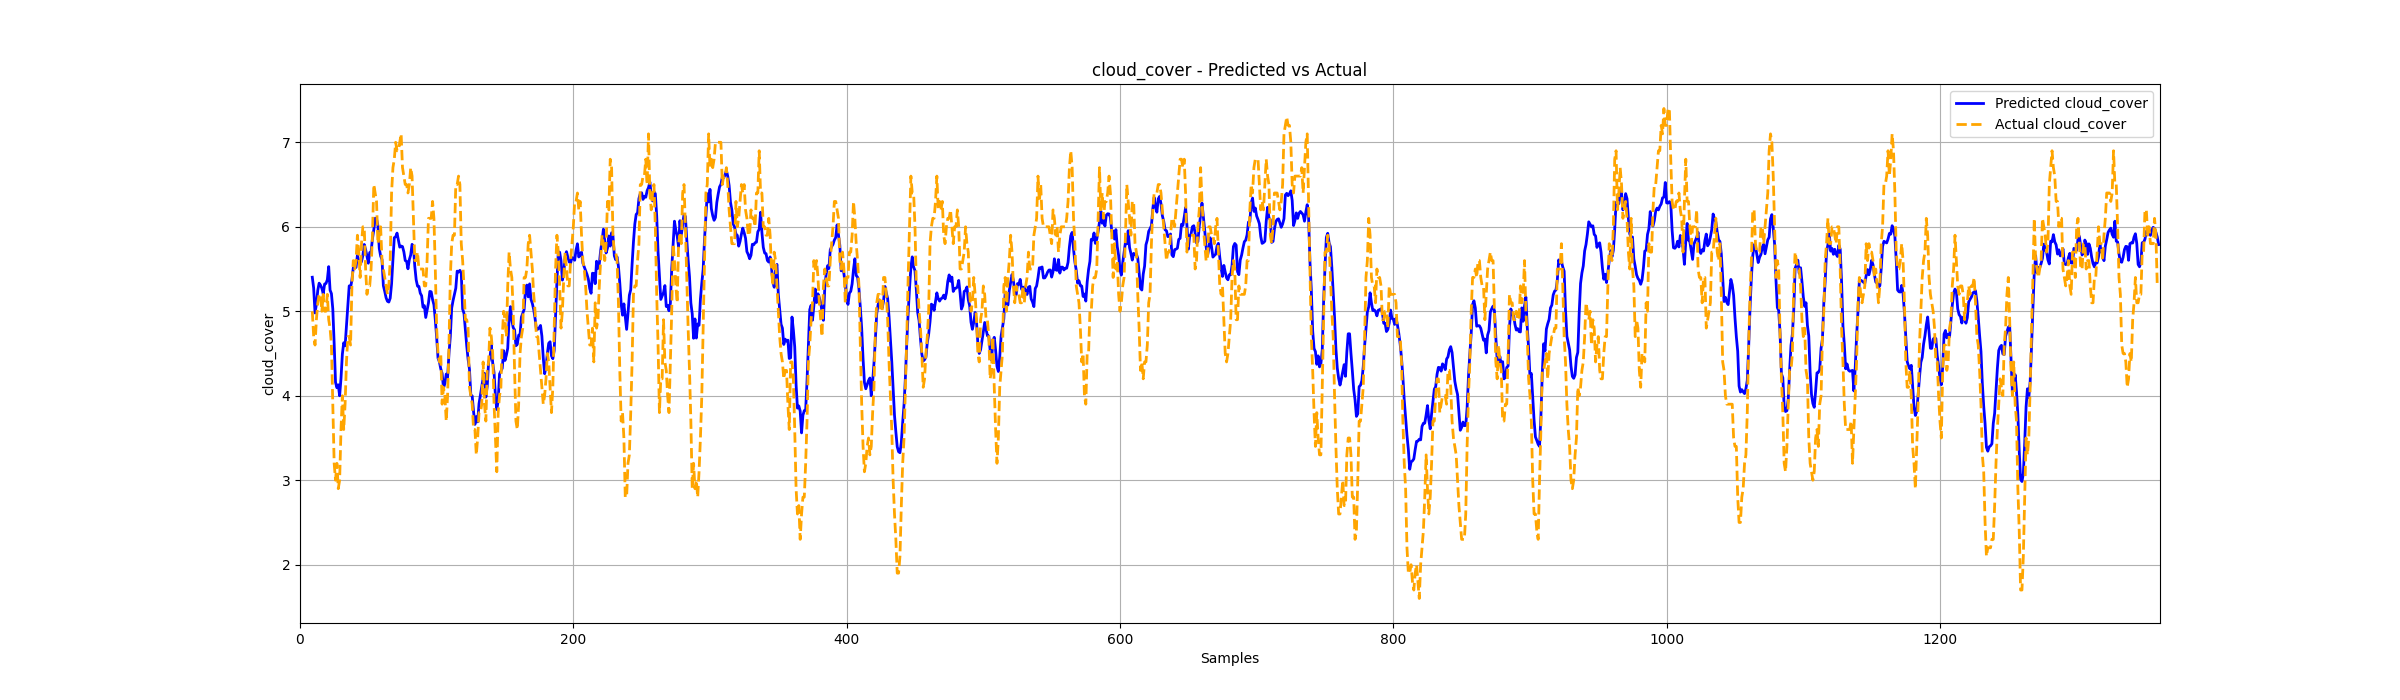 cloud_cover - Predicted vs Actual
Predicted cloud_cover
Actual cloud_cover
cloud_cover
7
6
5
4
3
2
0
200
400
600
800
1000
1200
Samples